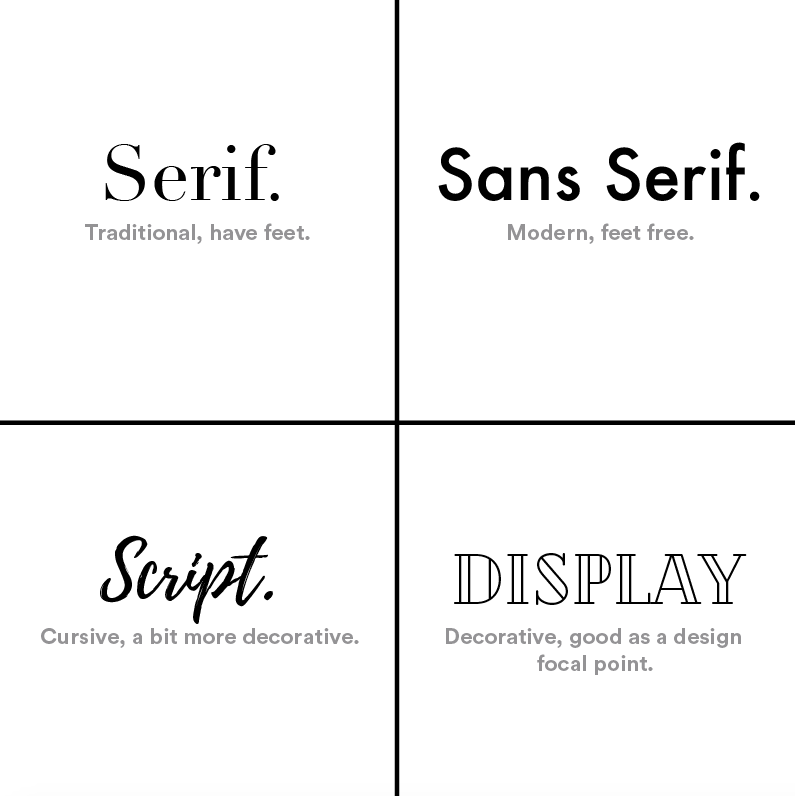 Serif.
Traditional, have feet.
Sans Serif.
Modern, feet free.
Script.
Cursive, a bit more decorative.
DISPLAY
Decorative, good as a design
focal point.